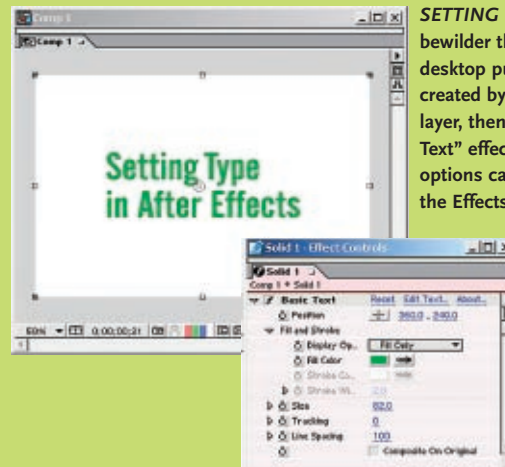 SETTING
bewilder th
desktop pu
created by
layer, then
Text" effec
options ca
the Effects
Comp 1
Comp 1
Setting Type
in After Effects
50%
0;00;00;21
Solid 1 - Effect Controls
Solid 1
Comp 1 * Solid 1
Basic Text Reset Edit Text... About...
Position 360.0, 240.0
Fill and Stroke
Display Op... Fill Only
Fill Color
Stroke Co...
Stroke Wi... 2.0
Size 82.0
Tracking 0
Line Spacing 100
Composite On Original